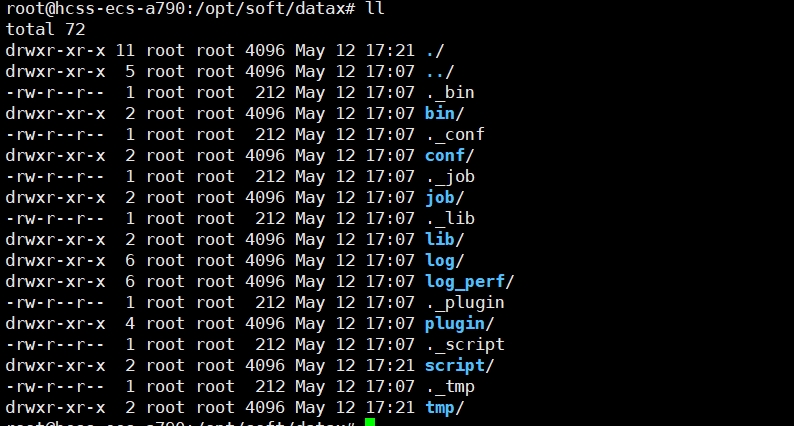 root@hcss-ecs-a790:/opt/soft/datax# ll
total 72
drwxr-xr-x 11 root root 4096 May 12 17:21 ./
drwxr-xr-x  5 root root 4096 May 12 17:07 ../
-rw-r--r--  1 root root  212 May 12 17:07 ._bin
drwxr-xr-x  2 root root 4096 May 12 17:07 bin/
-rw-r--r--  1 root root  212 May 12 17:07 ._conf
drwxr-xr-x  2 root root 4096 May 12 17:07 conf/
-rw-r--r--  1 root root  212 May 12 17:07 ._job
drwxr-xr-x  2 root root 4096 May 12 17:07 job/
-rw-r--r--  1 root root  212 May 12 17:07 ._lib
drwxr-xr-x  2 root root 4096 May 12 17:07 lib/
drwxr-xr-x  6 root root 4096 May 12 17:07 log/
drwxr-xr-x  6 root root 4096 May 12 17:07 log_perf/
-rw-r--r--  1 root root  212 May 12 17:07 ._plugin
drwxr-xr-x  4 root root 4096 May 12 17:07 plugin/
-rw-r--r--  1 root root  212 May 12 17:07 ._script
drwxr-xr-x  2 root root 4096 May 12 17:21 script/
-rw-r--r--  1 root root  212 May 12 17:07 ._tmp
drwxr-xr-x  2 root root 4096 May 12 17:21 tmp/
root@hcss-ecs-a790:/opt/soft/datax#